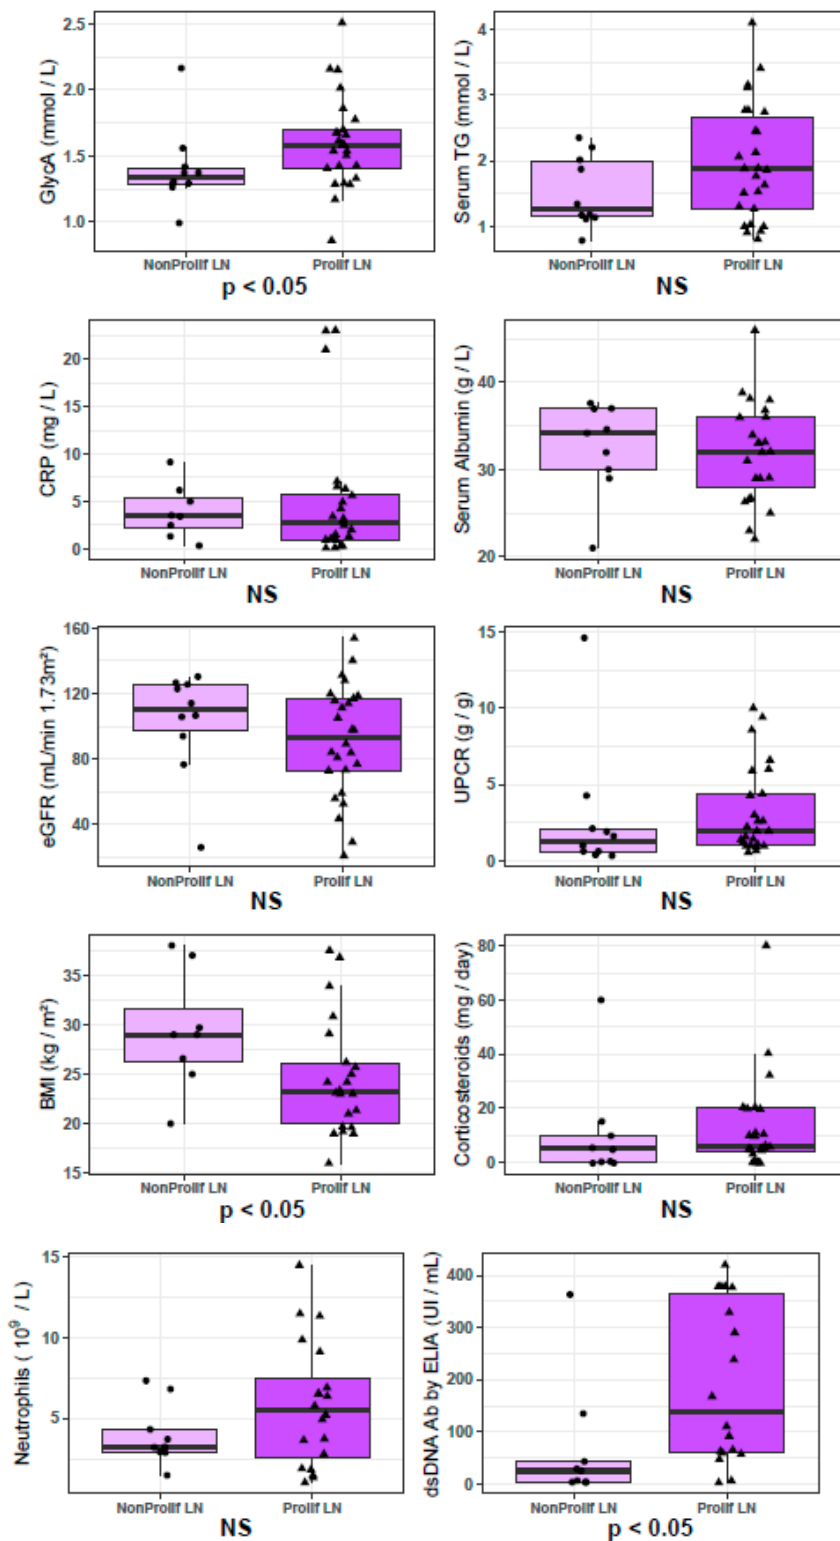 GlycA (mmol / L)
2.5
2.0
1.5
1.0
NonProlif LN
Prolif LN
p < 0.05
Serum TG (mmol / L)
4
3
2
1
NonProlif LN
Prolif LN
NS
CRP (mg / L)
20
15
10
5
0
NonProlif LN
Prolif LN
NS
Serum Albumin (g / L)
40
30
20
NonProlif LN
Prolif LN
NS
eGFR (mL/min 1.73m²)
160
120
80
40
NonProlif LN
Prolif LN
NS
UPCR (g / g)
15
10
5
0
NonProlif LN
Prolif LN
NS
BMI (kg / m²)
35
30
25
20
15
NonProlif LN
Prolif LN
p < 0.05
Corticosteroids (mg / day)
80
60
40
20
0
NonProlif LN
Prolif LN
NS
Neutrophils ( 10⁹ / L)
15
10
5
NonProlif LN
Prolif LN
NS
dsDNA Ab by ELIA (UI / mL)
400
300
200
100
0
NonProlif LN
Prolif LN
p < 0.05